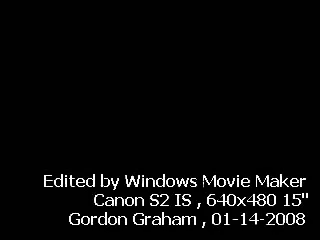 Edited by Windows Movie Maker
Canon S2 IS , 640x480 15"
Gordon Graham , 01-14-2008